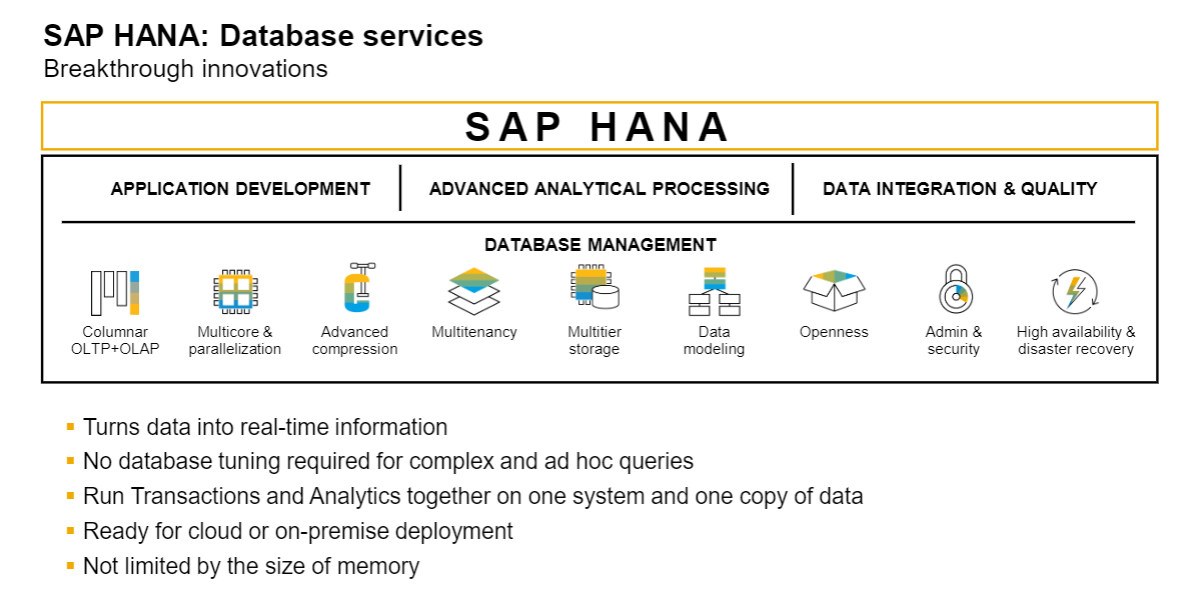 SAP HANA: Database services
Breakthrough innovations
SAP HANA
APPLICATION DEVELOPMENT
ADVANCED ANALYTICAL PROCESSING
DATA INTEGRATION & QUALITY
DATABASE MANAGEMENT
Columnar
OLTP+OLAP
Multicore &
parallelization
Advanced
compression
Multitenancy
Multitier
storage
Data
modeling
Openness
Admin &
security
High availability &
disaster recovery
Turns data into real-time information
No database tuning required for complex and ad hoc queries
Run Transactions and Analytics together on one system and one copy of data
Ready for cloud or on-premise deployment
Not limited by the size of memory